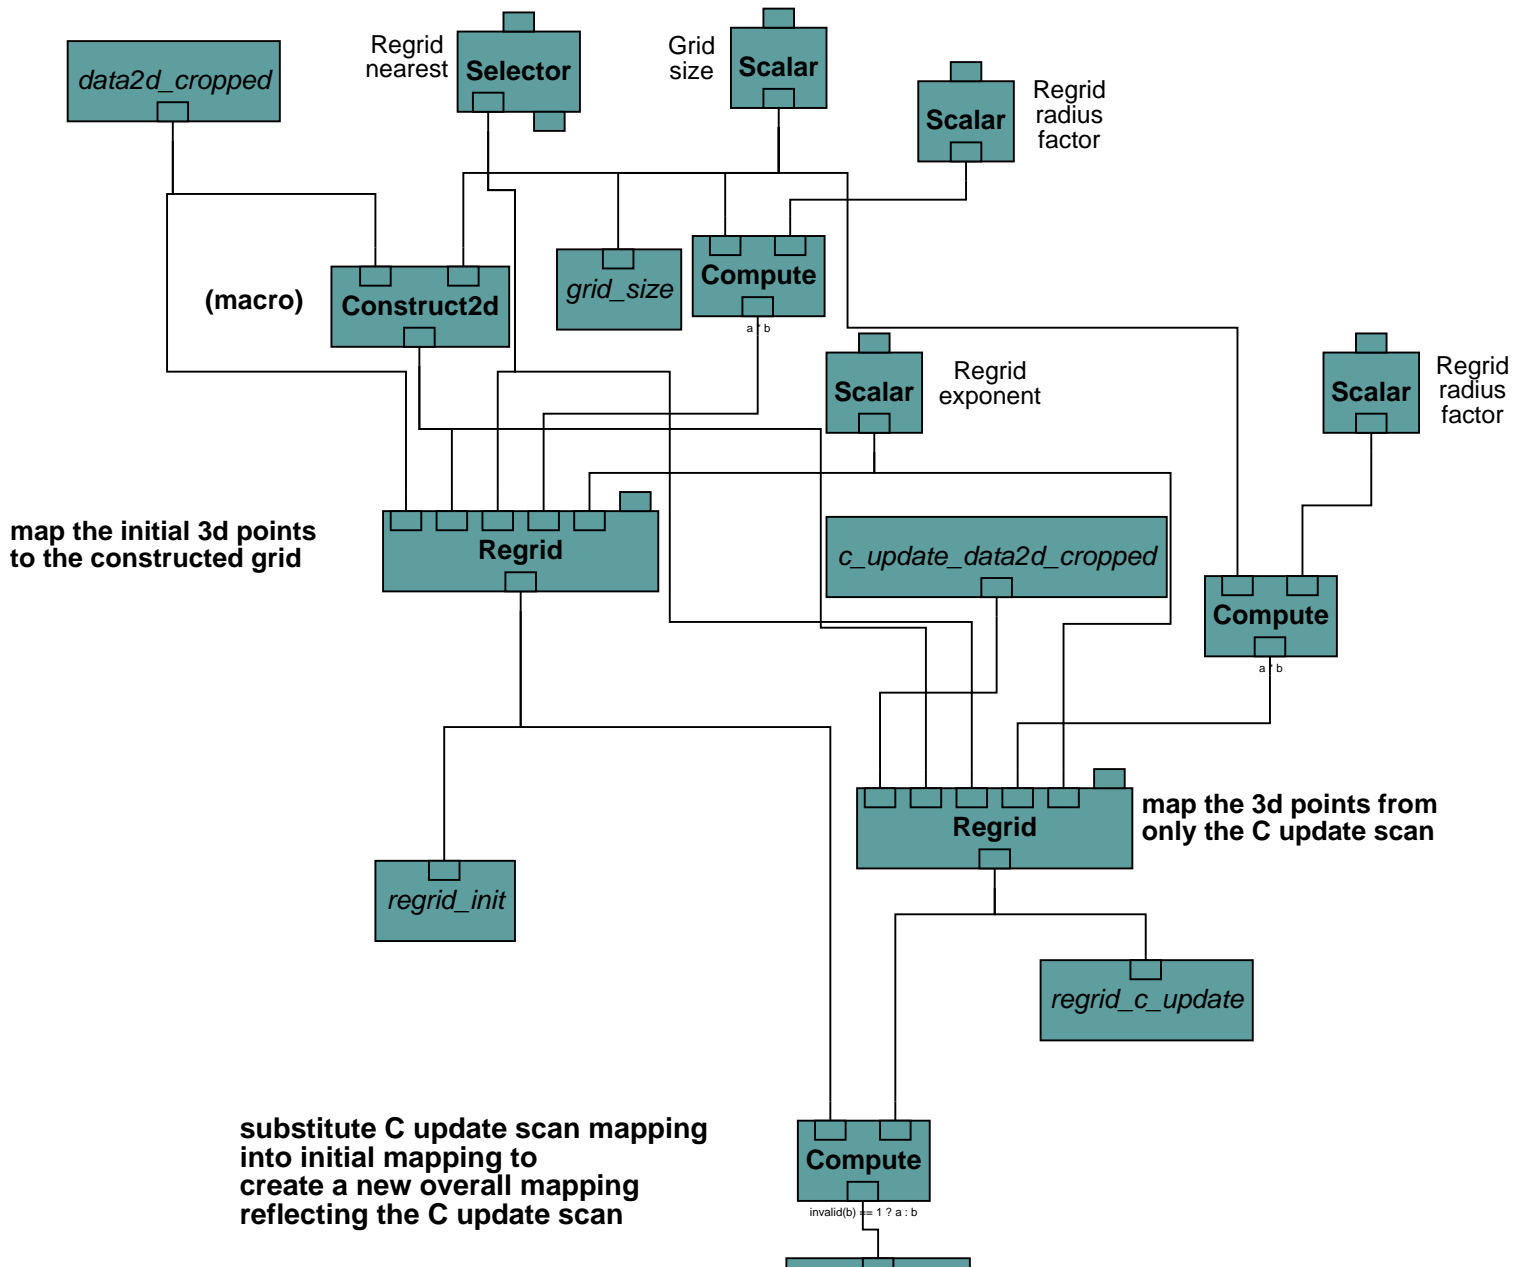 data2d_cropped
Regrid
nearest
Selector
Grid
size
Scalar
Scalar
Regrid
radius
factor
(macro)
Construct2d
grid_size
Compute
a * b
Scalar
Regrid
exponent
Scalar
Regrid
radius
factor
map the initial 3d points
to the constructed grid
Regrid
c_update_data2d_cropped
Compute
a * b
Regrid
map the 3d points from
only the C update scan
regrid_init
regrid_c_update
substitute C update scan mapping
into initial mapping to
create a new overall mapping
reflecting the C update scan
Compute
invalid(b) == 1 ? a : b